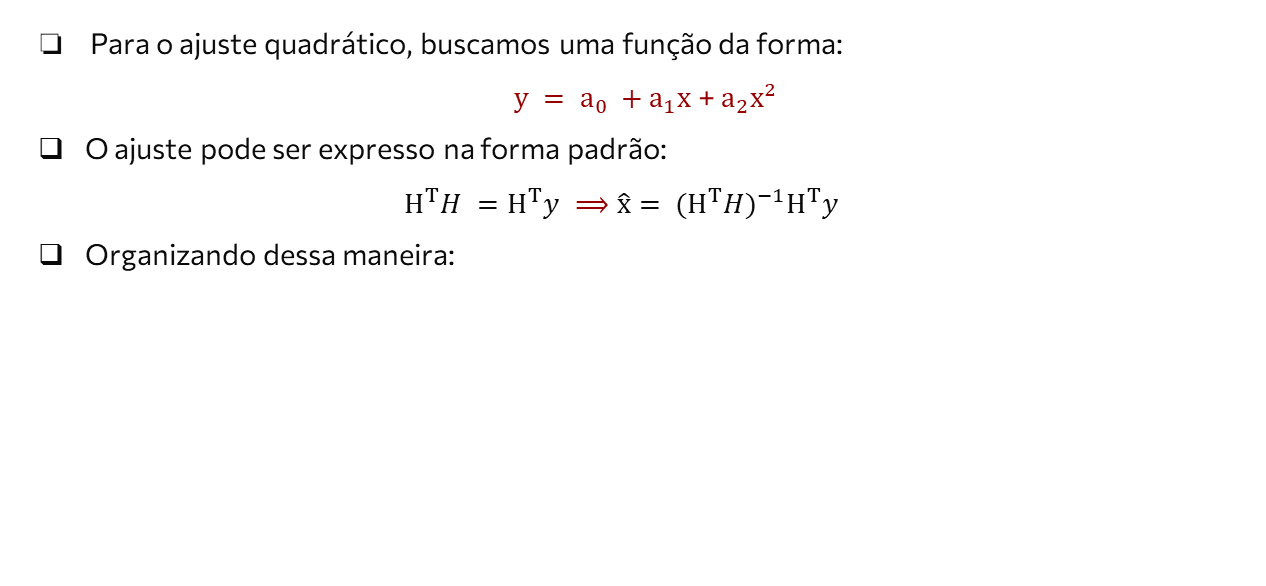 ❑ Para o ajuste quadrático, buscamos uma função da forma:
y = a₀ + a₁x + a₂x²
❑ O ajuste pode ser expresso na forma padrão:
HᵀH = Hᵀy ⟹ x̂ = (HᵀH)⁻¹Hᵀy
❑ Organizando dessa maneira: